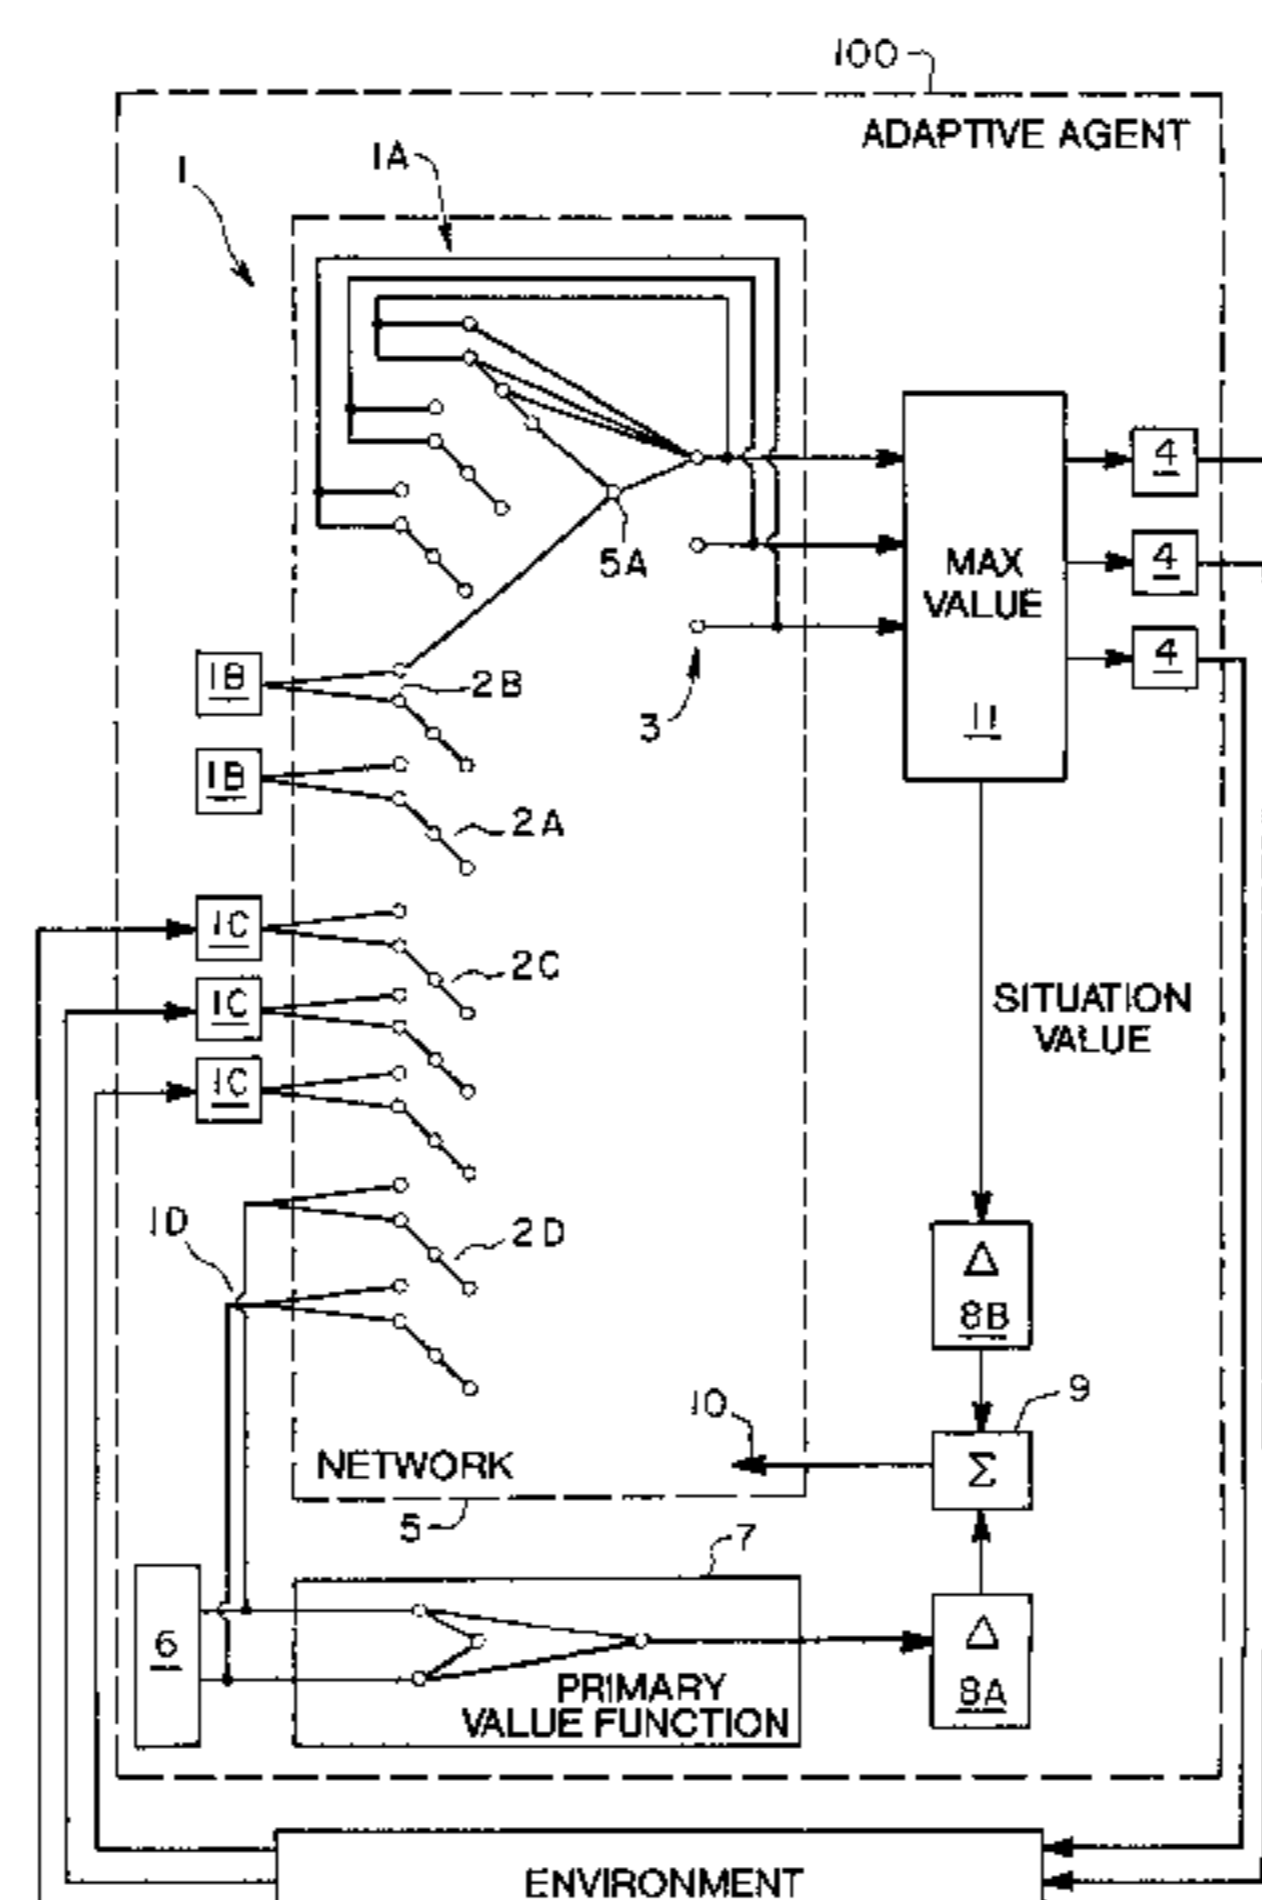 100
ADAPTIVE AGENT
1A
1
5A
MAX
VALUE
11
4
4
4
3
1B
2B
1B
2A
1C
2C
1C
1C
SITUATION
VALUE
1D
2D
Δ
8B
10
9
Σ
NETWORK
5
7
6
PRIMARY
VALUE FUNCTION
Δ
8A
ENVIRONMENT